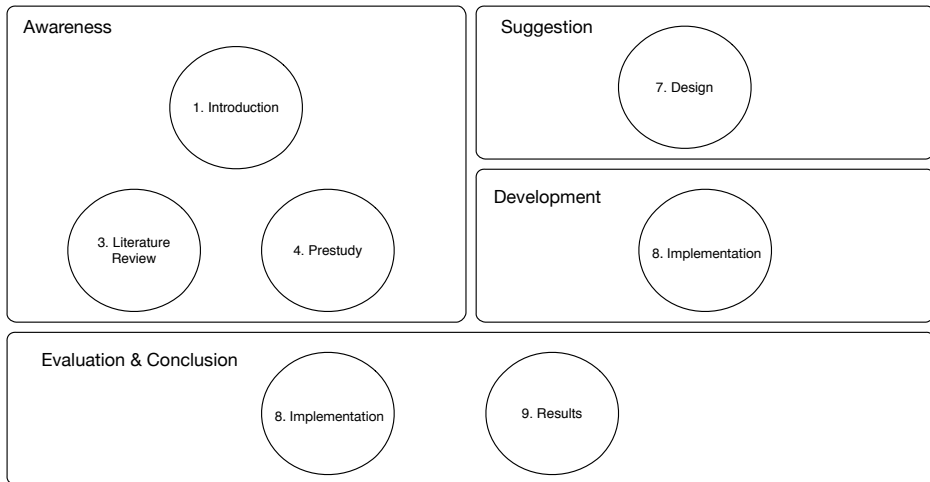 Awareness
1. Introduction
3. Literature
Review
4. Prestudy
Suggestion
7. Design
Development
8. Implementation
Evaluation & Conclusion
8. Implementation
9. Results